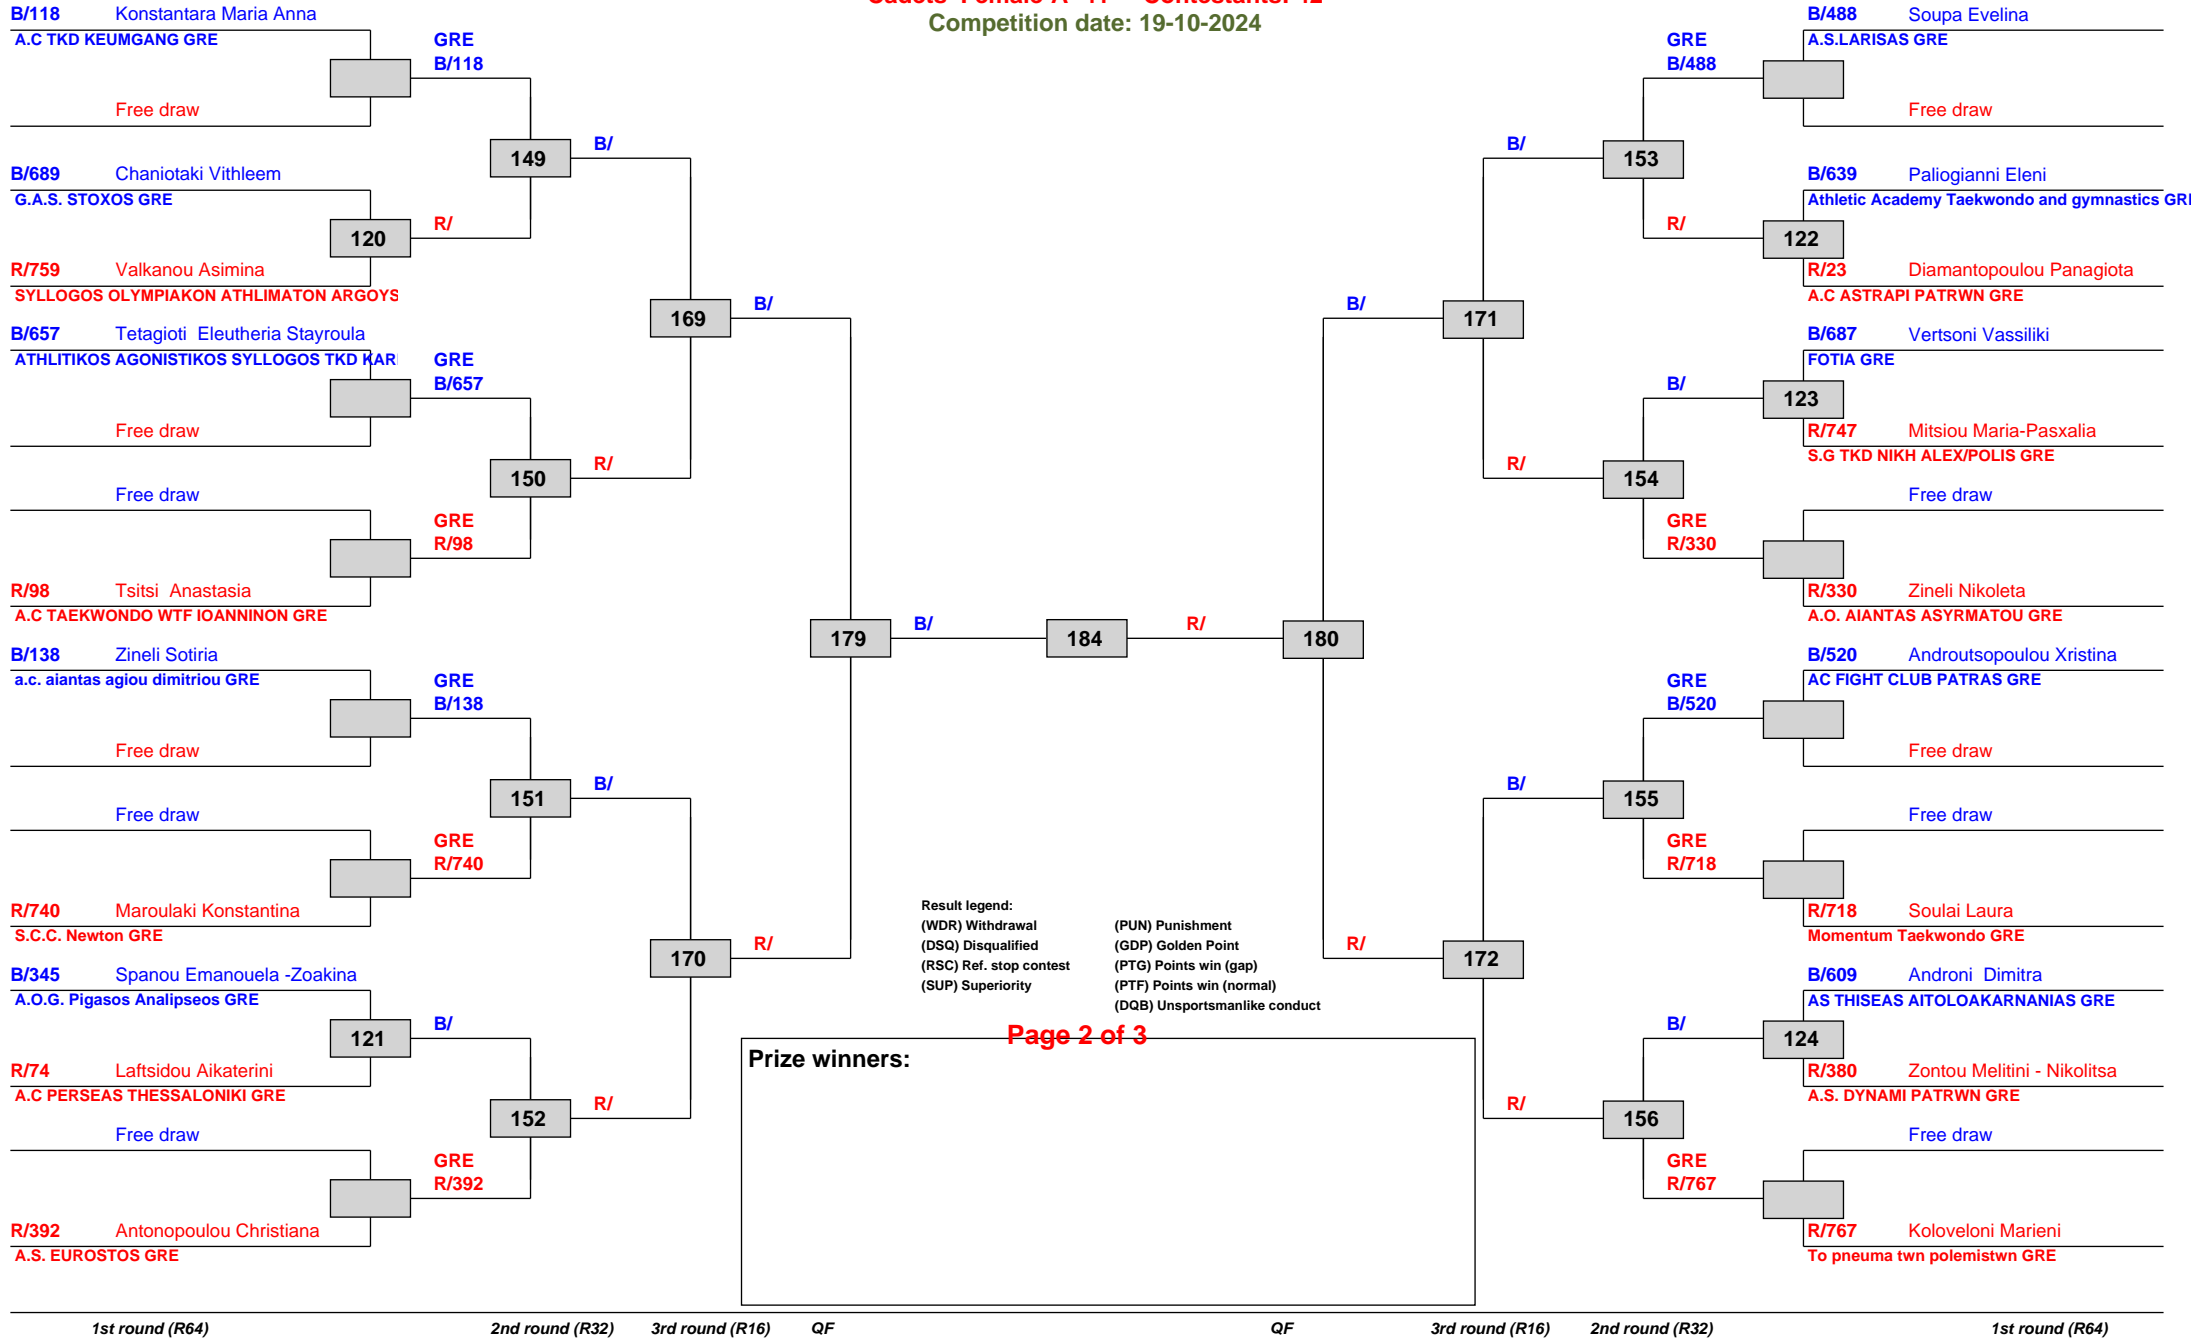 Competition date: 19-10-2024
B/118 Konstantara Maria Anna
A.C TKD KEUMGANG GRE
GRE
B/118
Free draw
149
B/
B/689 Chaniotaki Vithleem
G.A.S. STOXOS GRE
120
R/
R/759 Valkanou Asimina
SYLLOGOS OLYMPIAKON ATHLIMATON ARGOYS
169
B/
B/657 Tetagioti Eleutheria Stayroula
ATHLITIKOS AGONISTIKOS SYLLOGOS TKD
GRE
B/657
Free draw
150
R/
Free draw
GRE
R/98
R/98 Tsitsi Anastasia
A.C TAEKWONDO WTF IOANNINON GRE
179
B/
184
R/
180
B/138 Zineli Sotiria
a.c. aiantas agiou dimitriou GRE
GRE
B/138
Free draw
151
B/
Free draw
GRE
R/740
R/740 Maroulaki Konstantina
S.C.C. Newton GRE
170
R/
B/345 Spanou Emanouela -Zoakina
A.O.G. Pigasos Analipseos GRE
121
B/
R/74 Laftsidou Aikaterini
A.C PERSEAS THESSALONIKI GRE
152
R/
Free draw
GRE
R/392
R/392 Antonopoulou Christiana
A.S. EUROSTOS GRE
B/488 Soupa Evelina
A.S.LARISAS GRE
GRE
B/488
Free draw
B/
153
B/639 Paliogianni Eleni
Athletic Academy Taekwondo and gymnastics
R/
122
R/23 Diamantopoulou Panagiota
A.C ASTRAPI PATRWN GRE
B/
171
B/687 Vertsoni Vassiliki
FOTIA GRE
B/
123
R/747 Mitsiou Maria-Pasxalia
S.G TKD NIKH ALEX/POLIS GRE
R/
154
Free draw
GRE
R/330
R/330 Zineli Nikoleta
A.O. AIANTAS ASYRMATOU GRE
B/520 Androutsopoulou Xristina
AC FIGHT CLUB PATRAS GRE
GRE
B/520
Free draw
B/
155
Free draw
GRE
R/718
R/718 Soulai Laura
Momentum Taekwondo GRE
R/
172
B/609 Androni Dimitra
AS THISEAS AITOLOAKARNANIAS GRE
B/
124
R/380 Zontou Melitini - Nikolitsa
A.S. DYNAMI PATRWN GRE
R/
156
Free draw
GRE
R/767
R/767 Koloveloni Marieni
To pneuma twn polemistwn GRE
Result legend:
(WDR) Withdrawal (PUN) Punishment
(DSQ) Disqualified (GDP) Golden Point
(RSC) Ref. stop contest (PTG) Points win (gap)
(SUP) Superiority (PTF) Points win (normal)
(DQB) Unsportsmanlike conduct
Page 2 of 3
Prize winners:
1st round (R64) 2nd round (R32) 3rd round (R16) QF QF 3rd round (R16) 2nd round (R32) 1st round (R64)